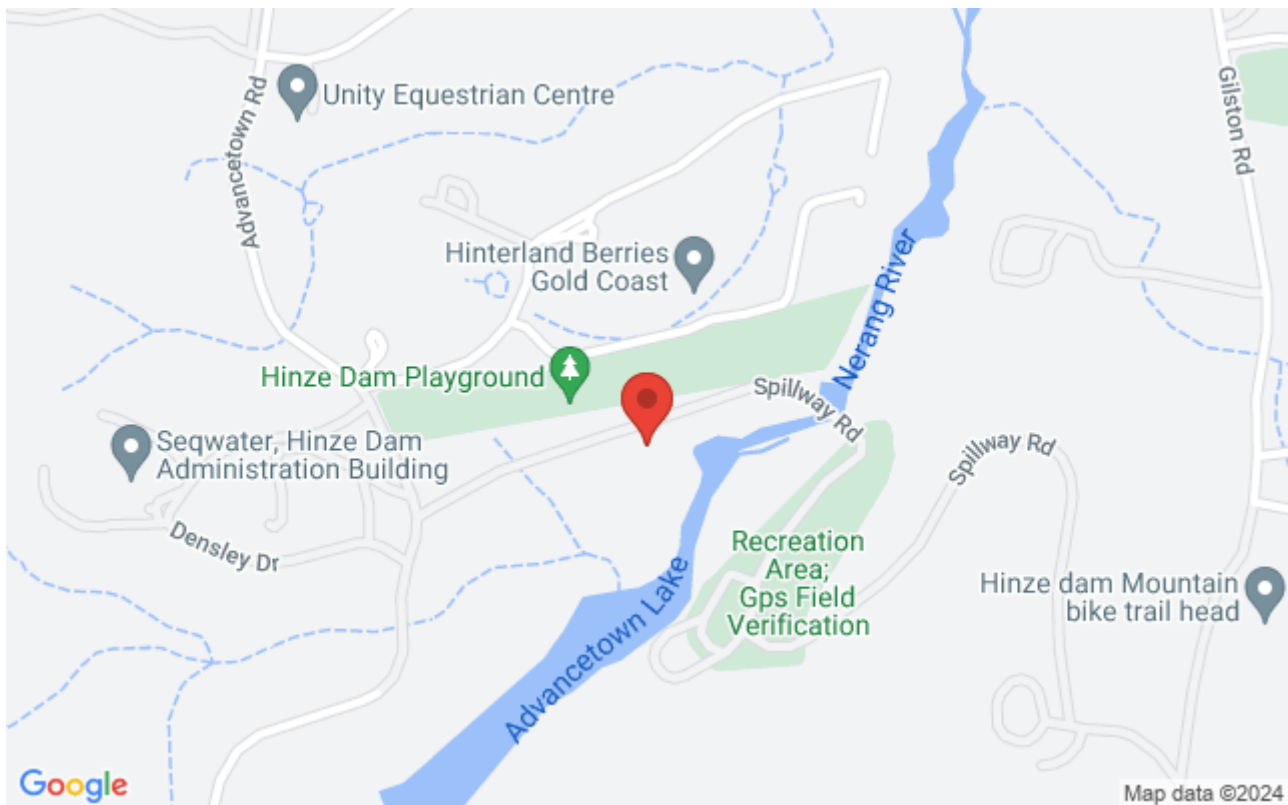 Unity Equestrian Centre
Advancetown Rd
Gilston Rd
Hinterland Berries
Gold Coast
Nerang River
Hinze Dam Playground
Spillway Rd
Seqwater, Hinze Dam
Administration Building
Spillway Rd
Densley Dr
Recreation
Area;
Gps Field
Verification
Advancetown Lake
Hinze dam Mountain
bike trail head
Google
Map data ©2024